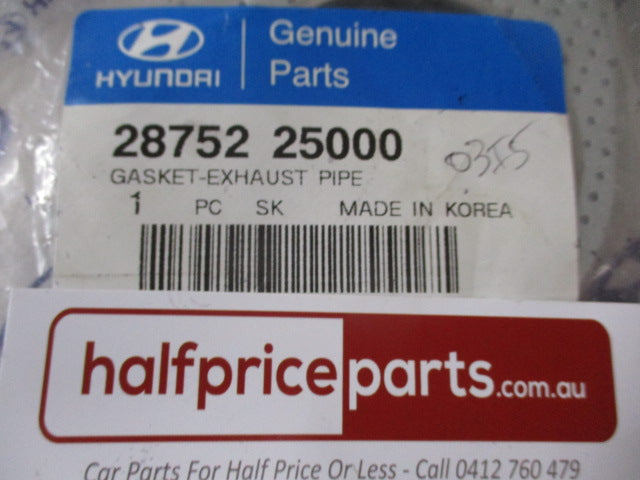 HYUNDAI
Genuine
Parts
28752 25000
GASKET-EXHAUST PIPE
1 PC SK MADE IN KOREA
halfpriceparts.com.au
Car Parts For Half Price Or Less - Call 0412 760 479